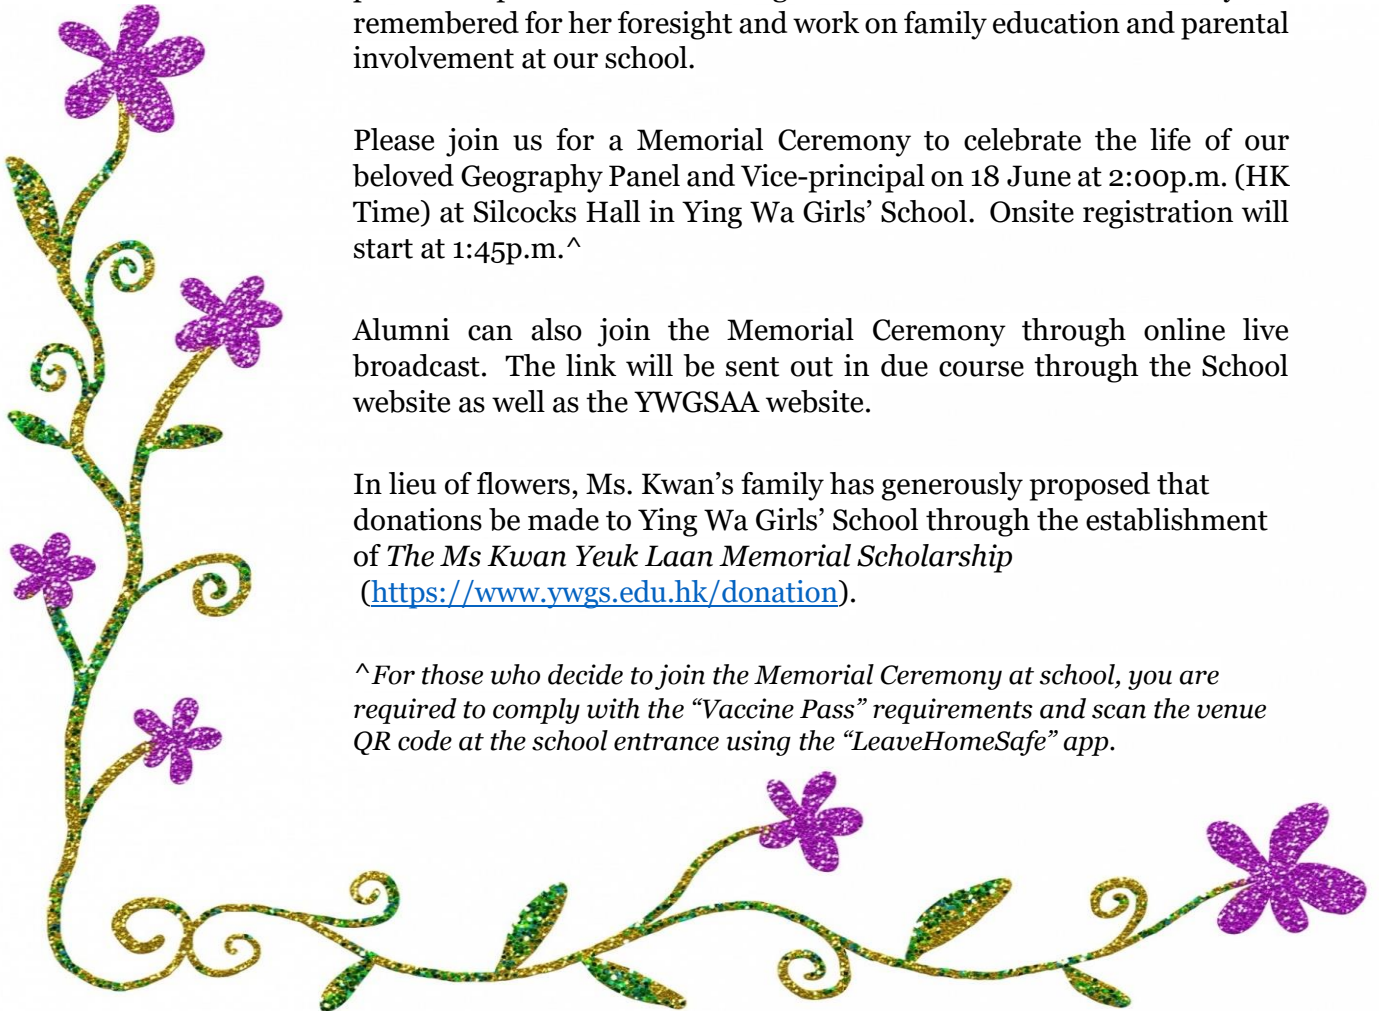 remembered for her foresight and work on family education and parental
involvement at our school.
Please join us for a Memorial Ceremony to celebrate the life of our
beloved Geography Panel and Vice-principal on 18 June at 2:00p.m. (HK
Time) at Silcocks Hall in Ying Wa Girls’ School. Onsite registration will
start at 1:45p.m.^
Alumni can also join the Memorial Ceremony through online live
broadcast. The link will be sent out in due course through the School
website as well as the YWGSAA website.
In lieu of flowers, Ms. Kwan’s family has generously proposed that
donations be made to Ying Wa Girls’ School through the establishment
of The Ms Kwan Yeuk Laan Memorial Scholarship
(https://www.ywgs.edu.hk/donation).
^For those who decide to join the Memorial Ceremony at school, you are
required to comply with the “Vaccine Pass” requirements and scan the venue
QR code at the school entrance using the “LeaveHomeSafe” app.